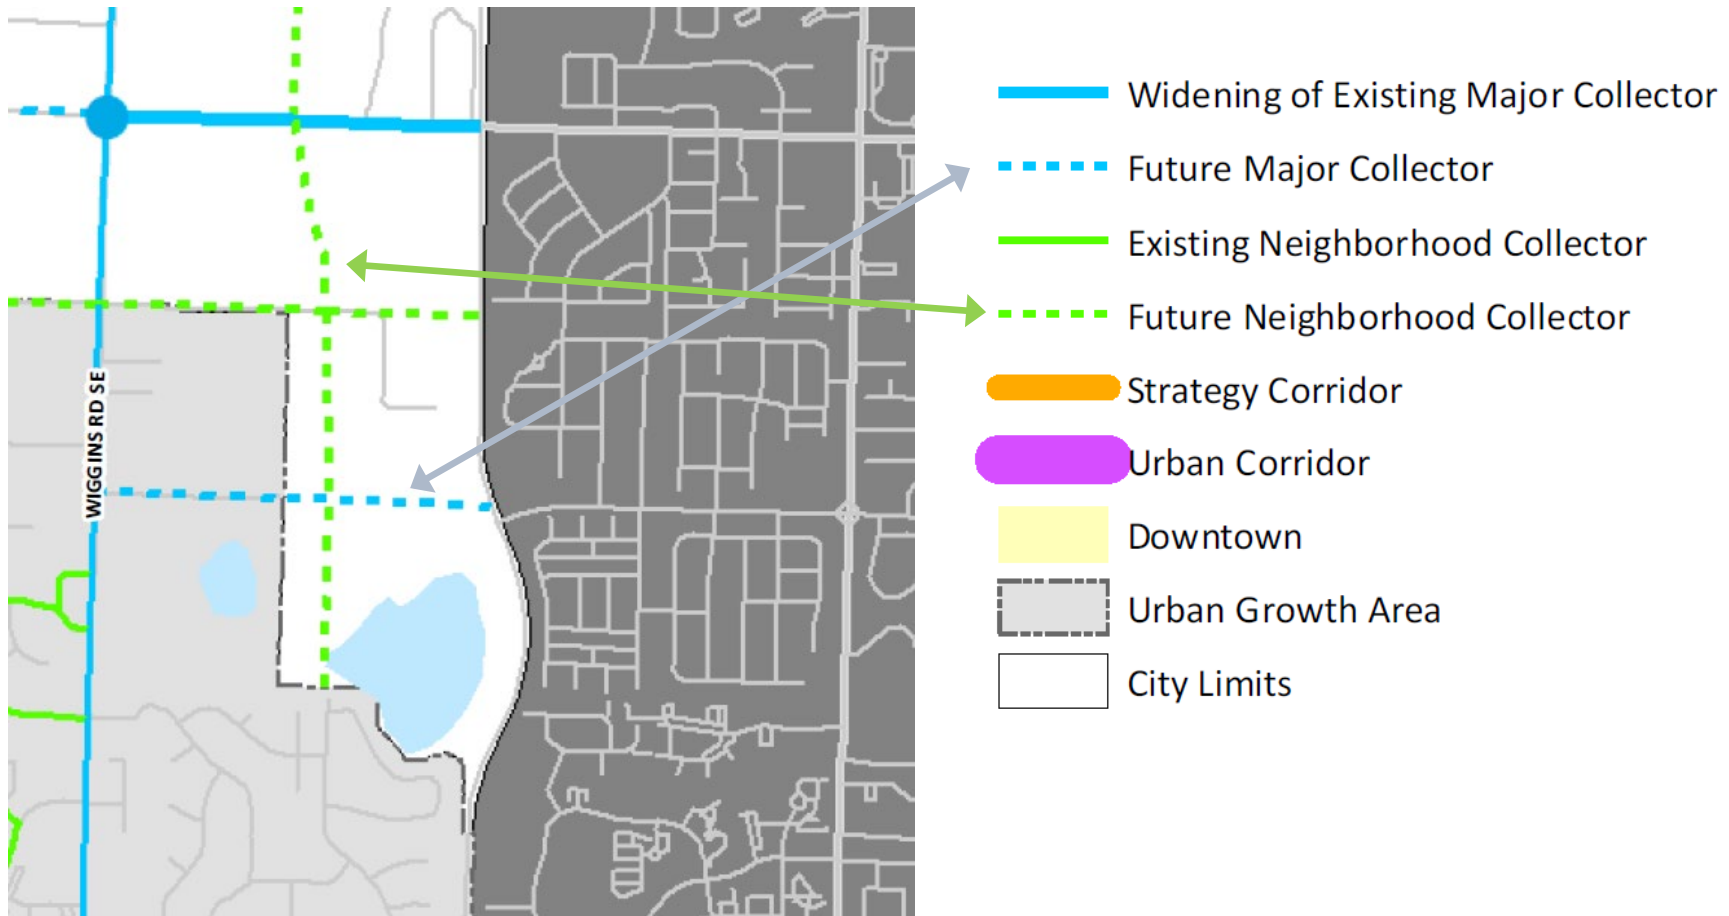 WIGGINS RD SE
Widening of Existing Major Collector
Future Major Collector
Existing Neighborhood Collector
Future Neighborhood Collector
Strategy Corridor
Urban Corridor
Downtown
Urban Growth Area
City Limits